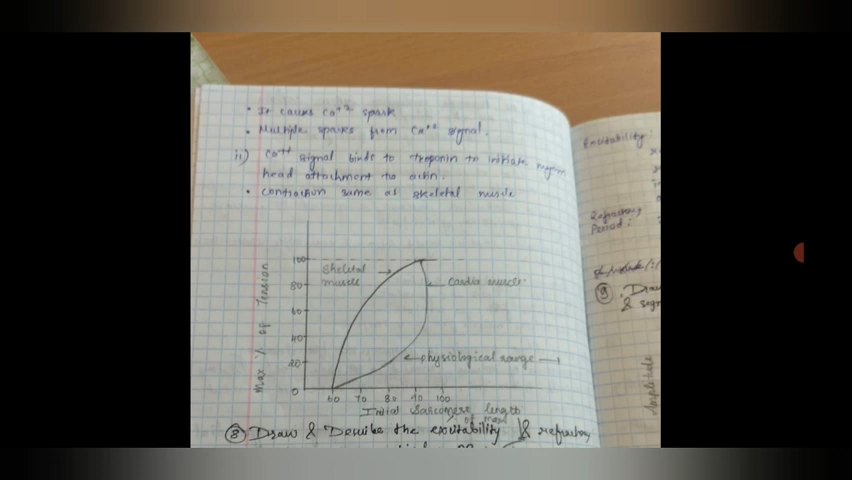 • It causes Ca+2 spark
• Multiple sparks from Ca++ signal.
ii) Ca++ signal binds to troponin to initiate myosin
head attachment to actin.
• Contraction same as skeletal muscle
Max % of tension
100
80
60
40
20
0
Skeletal
muscle
Cardiac muscle
physiological range
60 70 80 90 100
Initial Sarcomere length
of max
8 Draw & Describe the excitability & refractory
Excitability:
Refractory
Period:
9 Draw
&
Amplitude